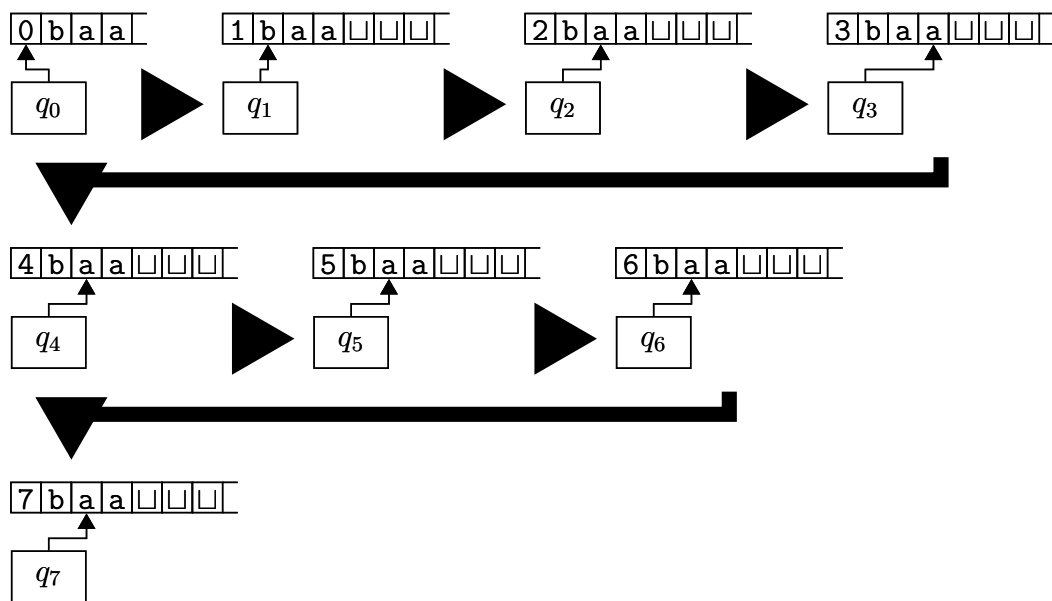 0 b a a 1 b a a ⊔ ⊔ ⊔ 2 b a a ⊔ ⊔ ⊔ 3 b a a ⊔ ⊔ ⊔
q0 q1 q2 q3
4 b a a ⊔ ⊔ ⊔ 5 b a a ⊔ ⊔ ⊔ 6 b a a ⊔ ⊔ ⊔
q4 q5 q6
7 b a a ⊔ ⊔ ⊔
q7